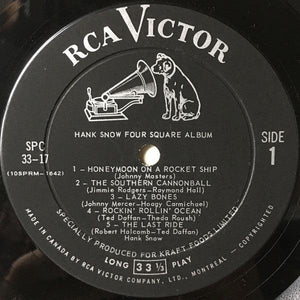 RCA VICTOR
HANK SNOW FOUR SQUARE ALBUM
SPC
33-17
(10SPRM-1642)
SIDE
1
1 - HONEYMOON ON A ROCKET SHIP
(Johnny Masters)
2 - THE SOUTHERN CANNONBALL
(Jimmie Rodgers-Raymond Hall)
3 - LAZY BONES
(Johnny Mercer-Hoagy Carmichael)
4 - ROCKIN' ROLLIN' OCEAN
(Ted Daffan-Theda Roush)
5 - THE LAST RIDE
(Robert Halcomb-Ted Daffan)
Hank Snow
SPECIALLY PRODUCED FOR KRAFT FOODS LIMITED
LONG 33 1/3 PLAY
MADE IN CANADA BY RCA VICTOR COMPANY, LTD., MONTREAL - COPYRIGHTED